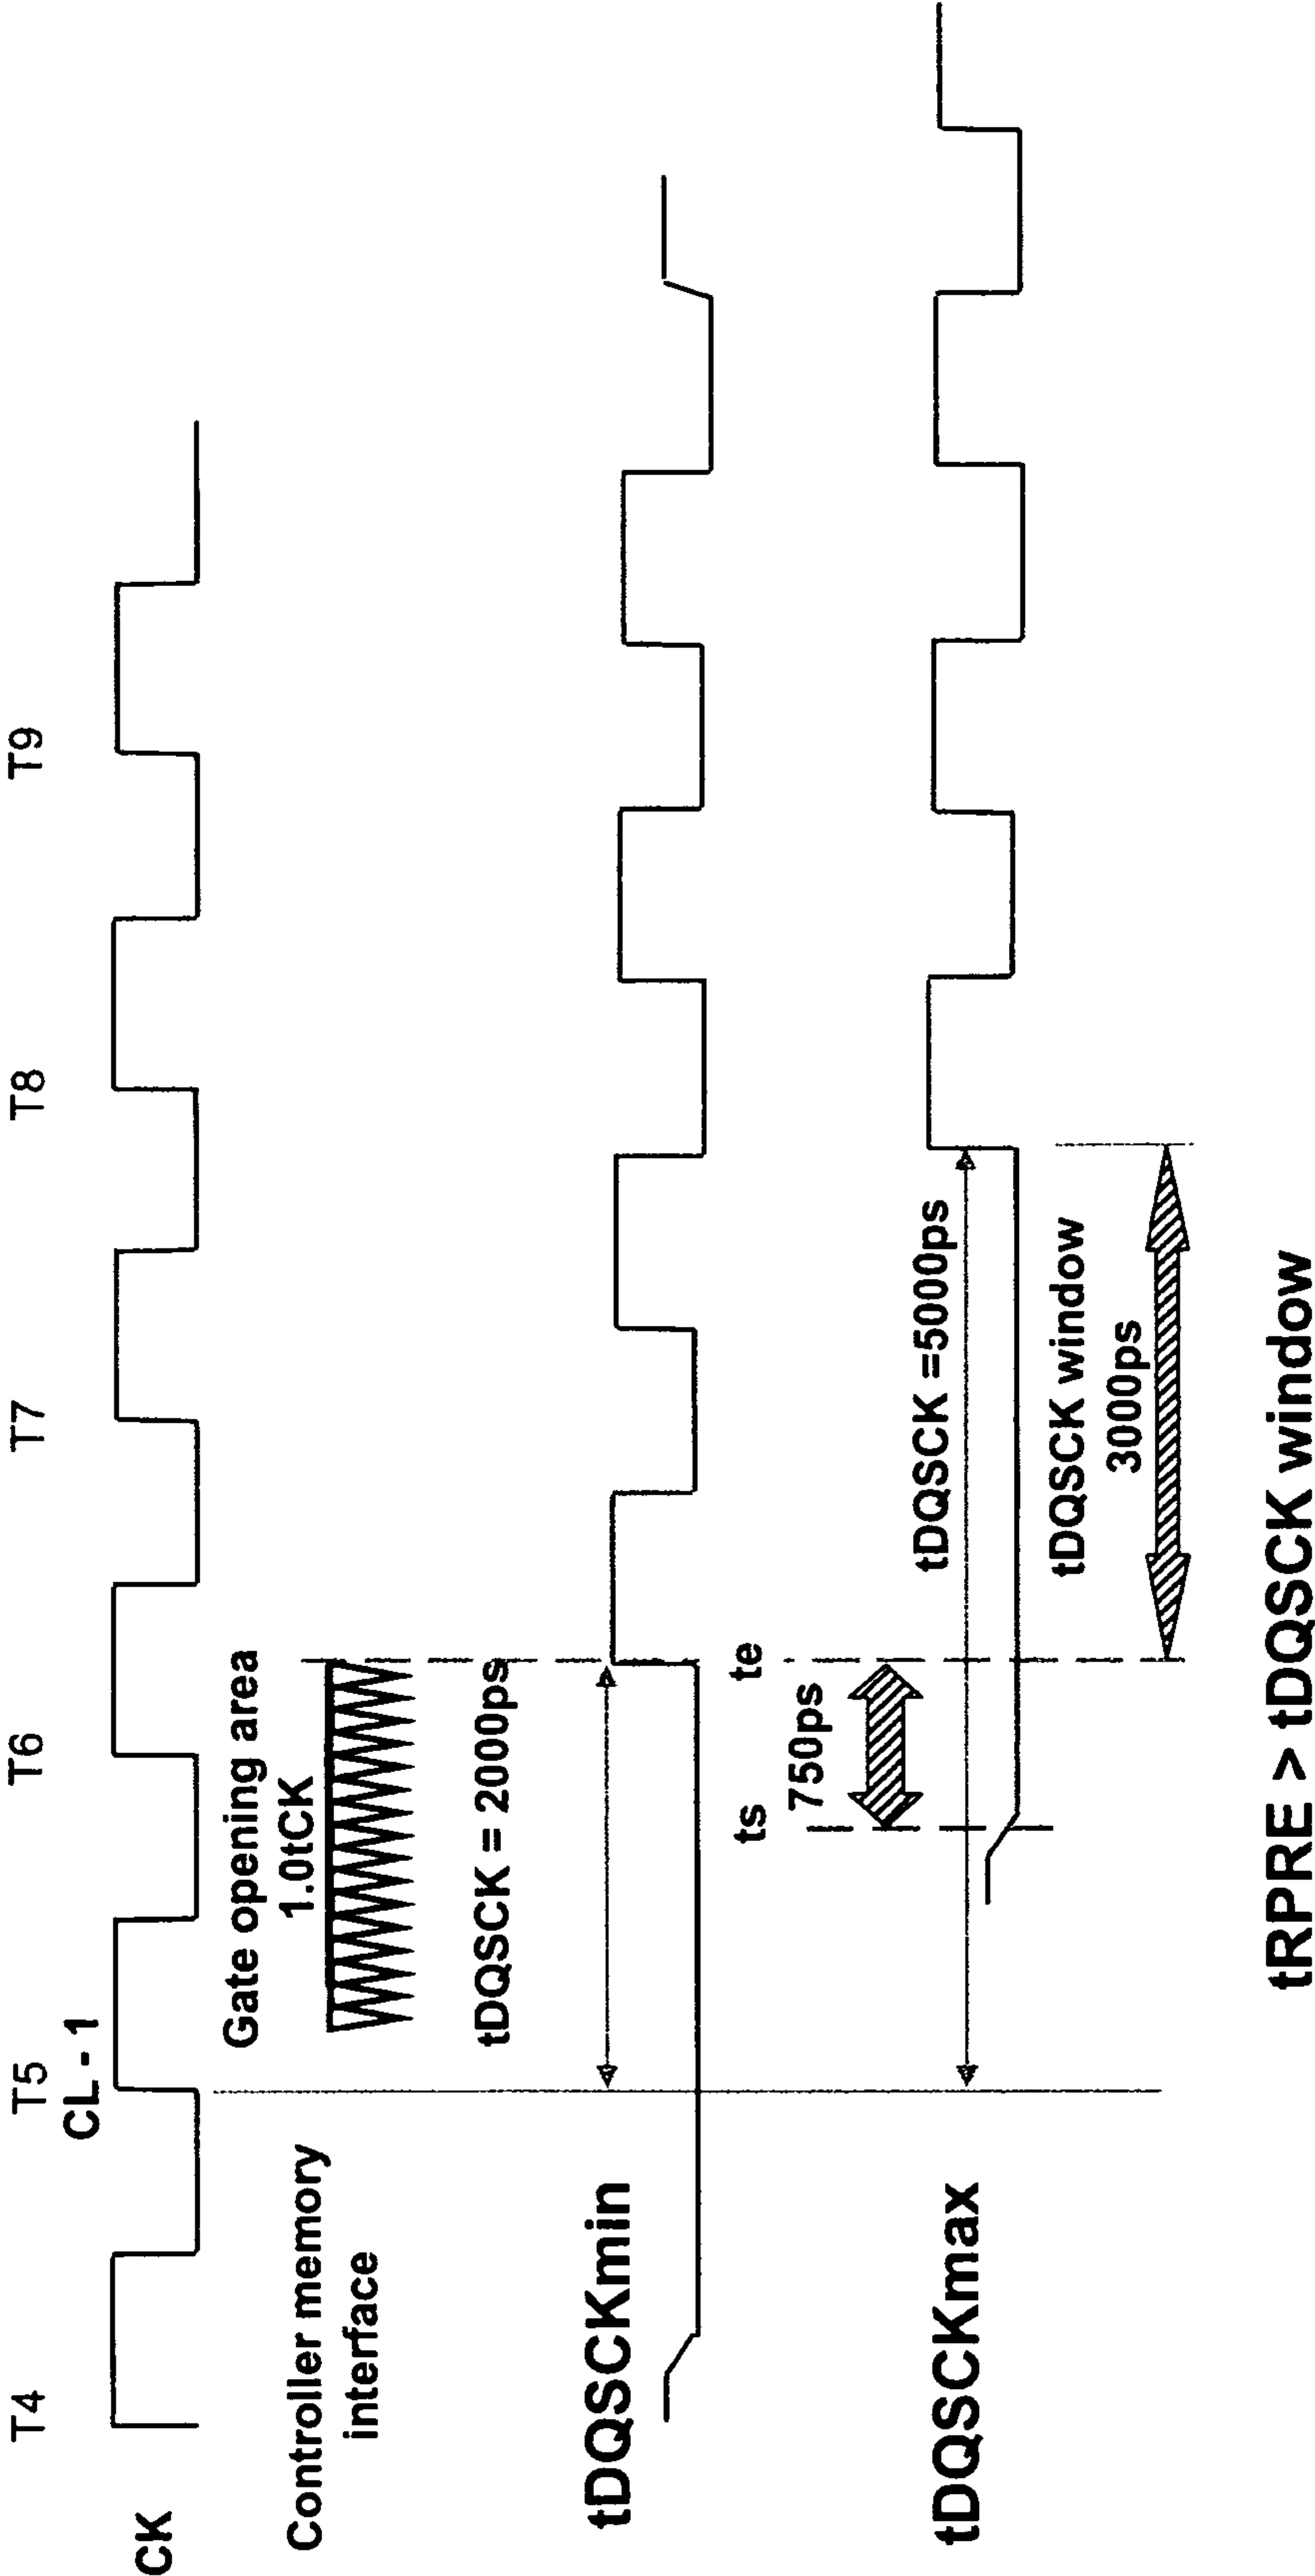 T4 T5 T6 T7 T8 T9
CL - 1
CK
Gate opening area
1.0tCK
Controller memory
interface
tDQSCK = 2000ps
tDQSCKmin
ts te
750ps
tDQSCK =5000ps
tDQSCKmax
tDQSCK window
3000ps
tRPRE > tDQSCK window